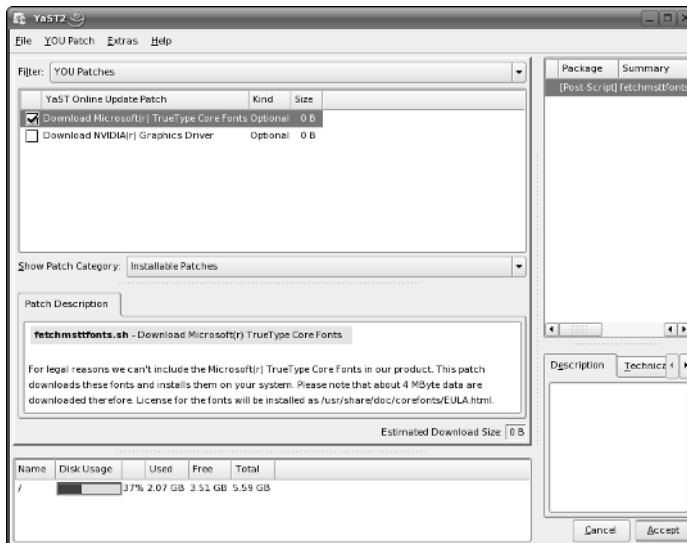 YaST2
File YOU Patch Extras Help
Filter: YOU Patches
YaST Online Update Patch Kind Size
Download Microsoft(r) TrueType Core Fonts Optional 0 B
Download NVIDIA(r) Graphics Driver Optional 0 B
Show Patch Category: Installable Patches
Patch Description
fetchmsttfonts.sh - Download Microsoft(r) TrueType Core Fonts
For legal reasons we can't include the Microsoft(r) TrueType Core Fonts in our product. This patch
downloads these fonts and installs them on your system. Please note that about 4 MByte data are
downloaded therefore. License for the fonts will be installed as /usr/share/doc/corefonts/EULA.html.
Estimated Download Size: 0 B
Name Disk Usage Used Free Total
/ 37% 2.07 GB 3.51 GB 5.59 GB
Package Summary
[Post-Script] fetchmsttfonts
Description Technica
Cancel Accept